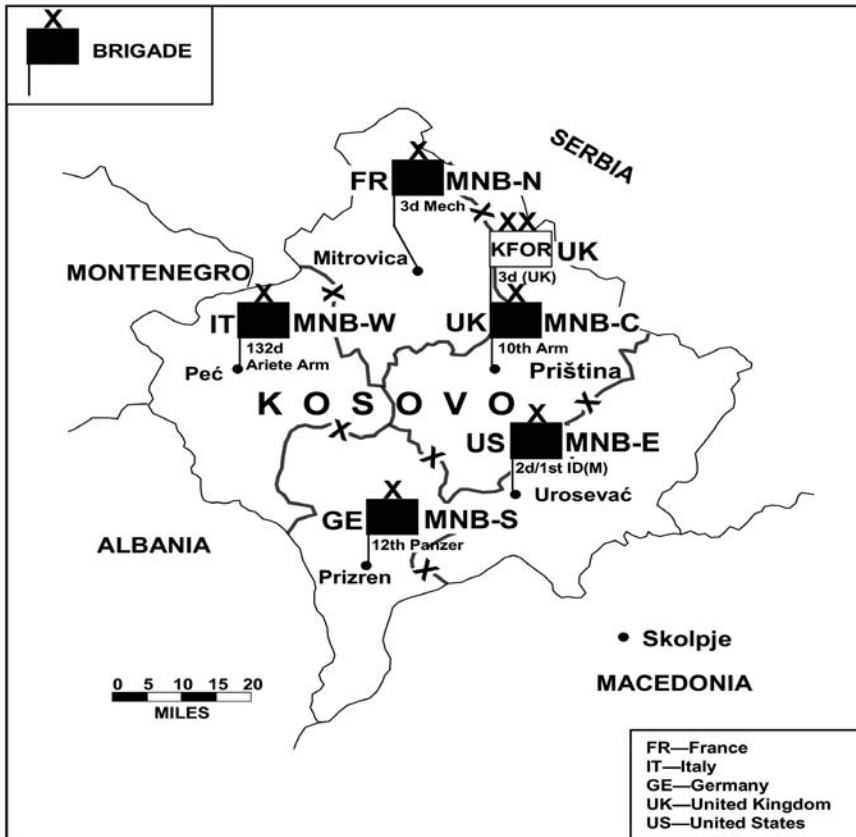 X
BRIGADE
SERBIA
X
FR MNB-N
3d Mech
X
XX
KFOR UK
3d (UK)
Mitrovica
MONTENEGRO
X
X
IT MNB-W
132d
Ariete Arm
X
UK MNB-C
10th Arm
Peć
Priština
KOSOVO
X
X
X
US MNB-E
2d/1st ID(M)
X
Urosevać
X
GE MNB-S
12th Panzer
ALBANIA
Prizren
X
Skolpje
MACEDONIA
0 5 10 15 20
MILES
FR—France
IT—Italy
GE—Germany
UK—United Kingdom
US—United States